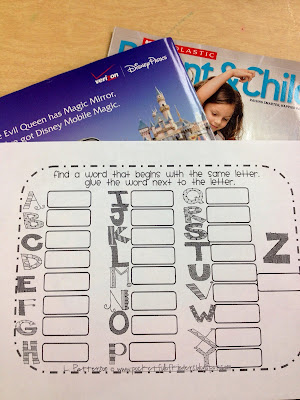 SCHOLASTIC
Parent & Child
verizon
Disney Parks
Evil Queen has Magic Mirror,
got Disney Mobile Magic.
Find a word that begins with the same letter.
Glue the word next to the letter.
A I Q
B J R
C K S
D L T Z
E M U
F N V
G O W
H P X
Y